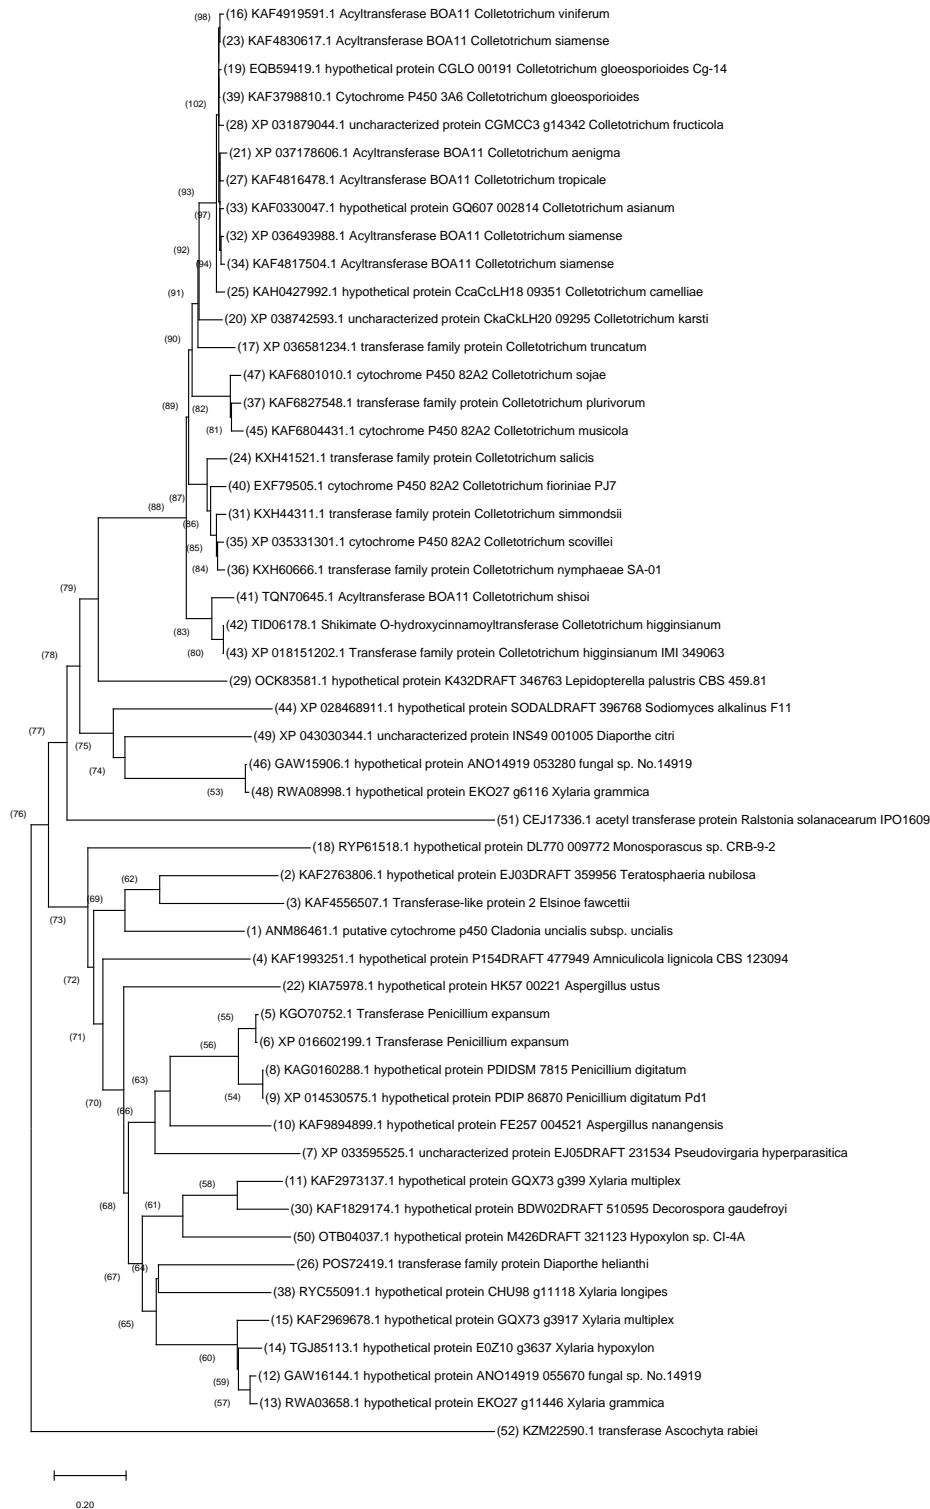 (98)
(16) KAF4919591.1 Acyltransferase BOA11 Colletotrichum viniferum
(23) KAF4830617.1 Acyltransferase BOA11 Colletotrichum siamense
(19) EQB59419.1 hypothetical protein CGLO 00191 Colletotrichum gloeosporioides Cg-14
(39) KAF3798810.1 Cytochrome P450 3A6 Colletotrichum gloeosporioides
(102)
(28) XP 031879044.1 uncharacterized protein CGMCC3 g14342 Colletotrichum fructicola
(21) XP 037178606.1 Acyltransferase BOA11 Colletotrichum aenigma
(27) KAF4816478.1 Acyltransferase BOA11 Colletotrichum tropicale
(93)
(33) KAF0330047.1 hypothetical protein GQ607 002814 Colletotrichum asianum
(97)
(32) XP 036493988.1 Acyltransferase BOA11 Colletotrichum siamense
(92)
(34) KAF4817504.1 Acyltransferase BOA11 Colletotrichum siamense
(94)
(25) KAH0427992.1 hypothetical protein CcaCcLH18 09351 Colletotrichum camelliae
(91)
(20) XP 038742593.1 uncharacterized protein CkaCkLH20 09295 Colletotrichum karsti
(90)
(17) XP 036581234.1 transferase family protein Colletotrichum truncatum
(47) KAF6801010.1 cytochrome P450 82A2 Colletotrichum sojae
(89)
(82)
(37) KAF6827548.1 transferase family protein Colletotrichum plurivorum
(81)
(45) KAF6804431.1 cytochrome P450 82A2 Colletotrichum musicola
(24) KXH41521.1 transferase family protein Colletotrichum salicis
(40) EXF79505.1 cytochrome P450 82A2 Colletotrichum fioriniae PJ7
(87)
(88)
(31) KXH44311.1 transferase family protein Colletotrichum simmondsii
(86)
(35) XP 035331301.1 cytochrome P450 82A2 Colletotrichum scovillei
(85)
(84)
(36) KXH60666.1 transferase family protein Colletotrichum nymphaeae SA-01
(79)
(41) TQN70645.1 Acyltransferase BOA11 Colletotrichum shisoi
(42) TID06178.1 Shikimate O-hydroxycinnamoyltransferase Colletotrichum higginsianum
(83)
(80)
(43) XP 018151202.1 Transferase family protein Colletotrichum higginsianum IMI 349063
(78)
(29) OCK83581.1 hypothetical protein K432DRAFT 346763 Lepidopterella palustris CBS 459.81
(44) XP 028468911.1 hypothetical protein SODALDRAFT 396768 Sodiomyces alkalinus F11
(77)
(49) XP 043030344.1 uncharacterized protein INS49 001005 Diaporthe citri
(75)
(46) GAW15906.1 hypothetical protein ANO14919 053280 fungal sp. No.14919
(74)
(53)
(48) RWA08998.1 hypothetical protein EKO27 g6116 Xylaria grammica
(76)
(51) CEJ17336.1 acetyl transferase protein Ralstonia solanacearum IPO1609
(18) RYP61518.1 hypothetical protein DL770 009772 Monosporascus sp. CRB-9-2
(62)
(2) KAF2763806.1 hypothetical protein EJ03DRAFT 359956 Teratosphaeria nubilosa
(69)
(3) KAF4556507.1 Transferase-like protein 2 Elsinoe fawcettii
(73)
(1) ANM86461.1 putative cytochrome p450 Cladonia uncialis subsp. uncialis
(4) KAF1993251.1 hypothetical protein P154DRAFT 477949 Amniculicola lignicola CBS 123094
(72)
(22) KIA75978.1 hypothetical protein HK57 00221 Aspergillus ustus
(55)
(5) KGO70752.1 Transferase Penicillium expansum
(71)
(56)
(6) XP 016602199.1 Transferase Penicillium expansum
(8) KAG0160288.1 hypothetical protein PDIDSM 7815 Penicillium digitatum
(63)
(54)
(9) XP 014530575.1 hypothetical protein PDIP 86870 Penicillium digitatum Pd1
(70)
(66)
(10) KAF9894899.1 hypothetical protein FE257 004521 Aspergillus nanangensis
(7) XP 033595525.1 uncharacterized protein EJ05DRAFT 231534 Pseudovirgaria hyperparasitica
(58)
(11) KAF2973137.1 hypothetical protein GQX73 g399 Xylaria multiplex
(68)
(61)
(30) KAF1829174.1 hypothetical protein BDW02DRAFT 510595 Decorospora gaudefroyi
(50) OTB04037.1 hypothetical protein M426DRAFT 321123 Hypoxylon sp. CI-4A
(64)
(26) POS72419.1 transferase family protein Diaporthe helianthi
(67)
(38) RYC55091.1 hypothetical protein CHU98 g11118 Xylaria longipes
(65)
(15) KAF2969678.1 hypothetical protein GQX73 g3917 Xylaria multiplex
(14) TGJ85113.1 hypothetical protein E0Z10 g3637 Xylaria hypoxylon
(60)
(12) GAW16144.1 hypothetical protein ANO14919 055670 fungal sp. No.14919
(59)
(57)
(13) RWA03658.1 hypothetical protein EKO27 g11446 Xylaria grammica
(52) KZM22590.1 transferase Ascochyta rabiei
0.20